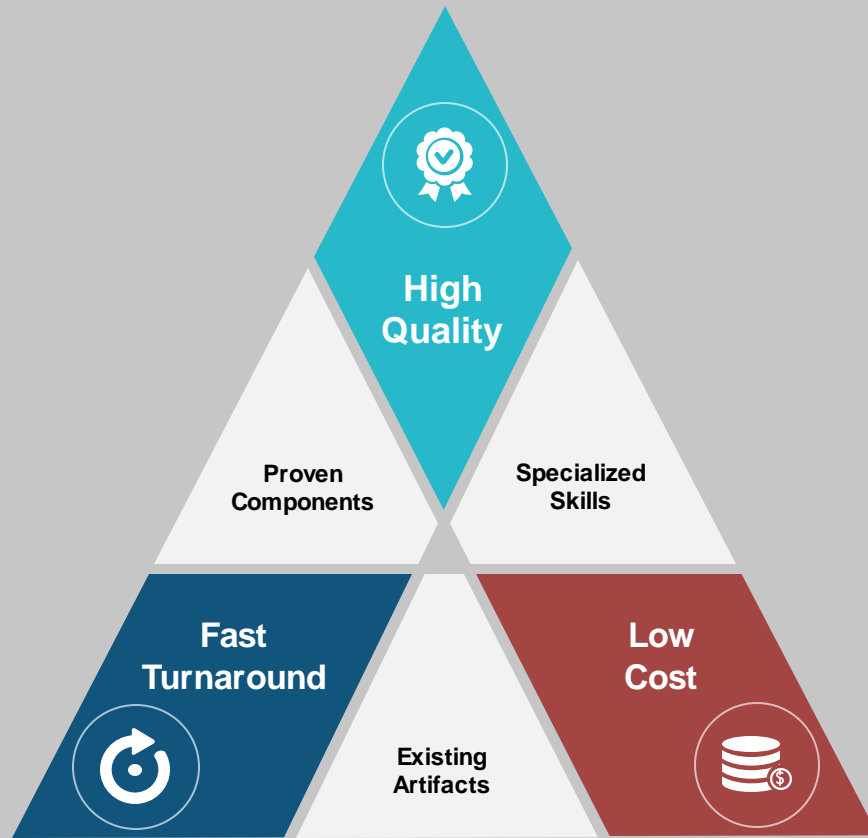 High
Quality
Proven
Components
Specialized
Skills
Fast
Turnaround
Low
Cost
Existing
Artifacts
$